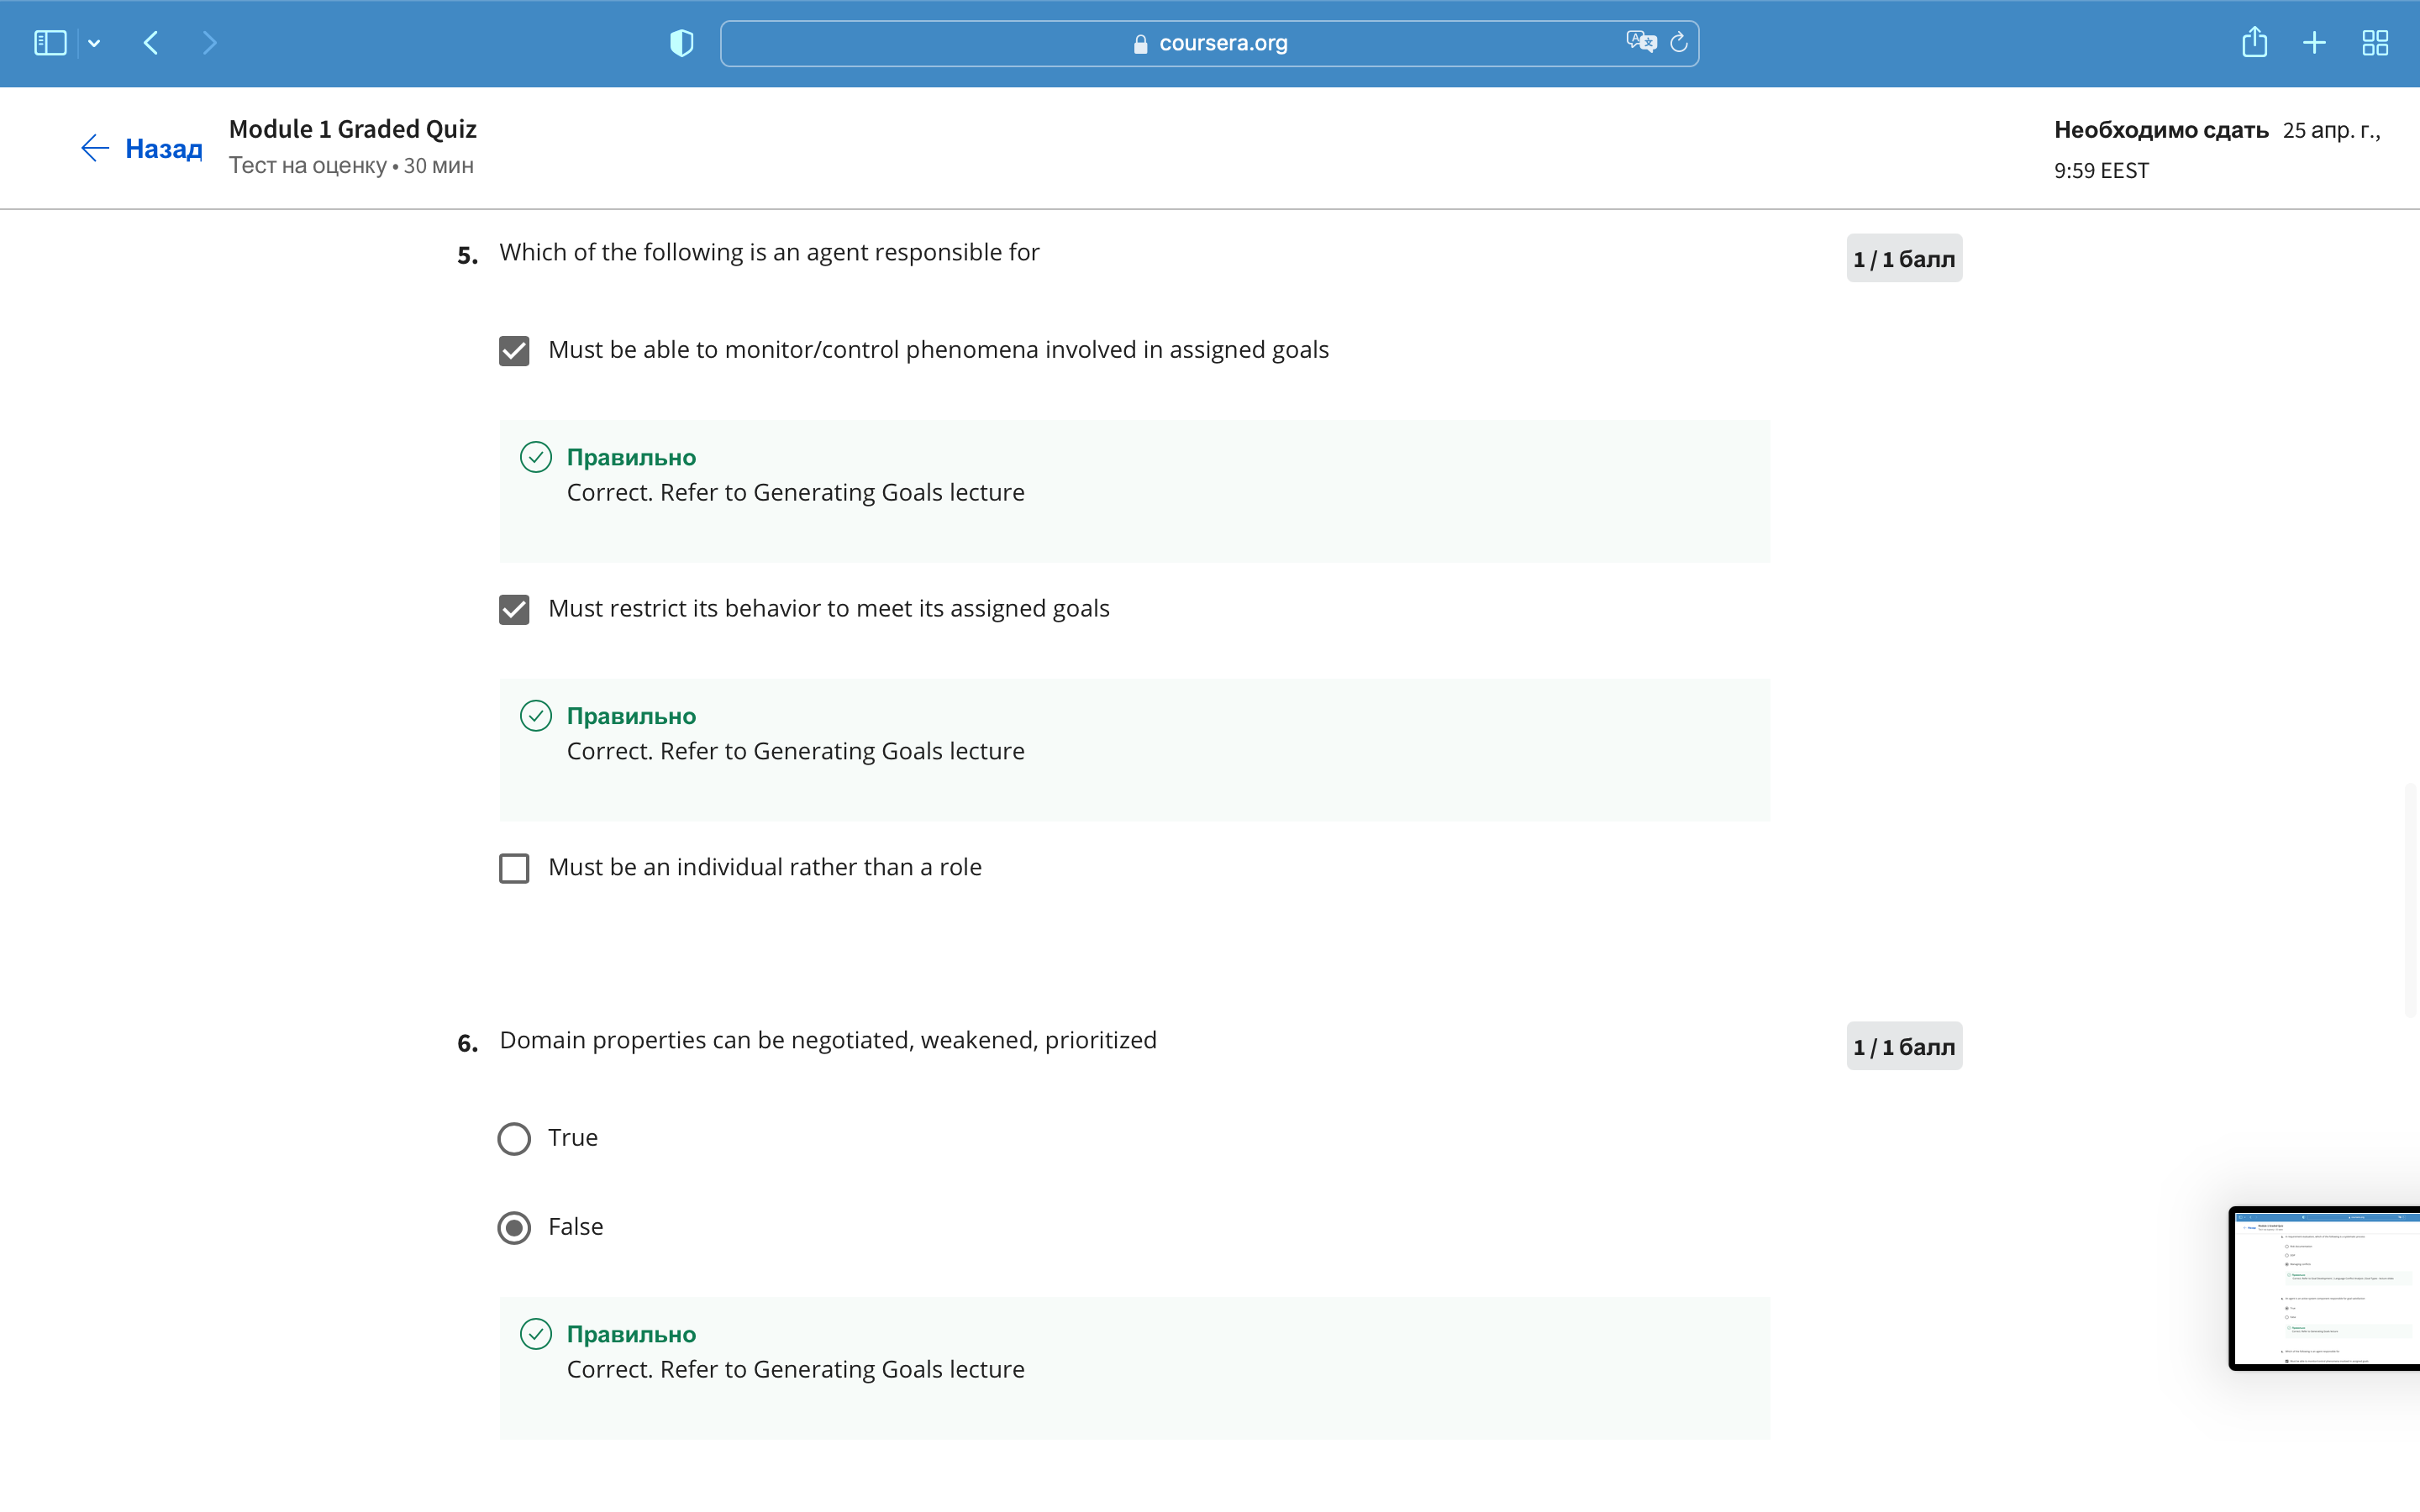 coursera.org
Назад
Module 1 Graded Quiz
Тест на оценку • 30 мин
Необходимо сдать 25 апр. г.,
9:59 EEST
5. Which of the following is an agent responsible for
1 / 1 балл
Must be able to monitor/control phenomena involved in assigned goals
Правильно
Correct. Refer to Generating Goals lecture
Must restrict its behavior to meet its assigned goals
Правильно
Correct. Refer to Generating Goals lecture
Must be an individual rather than a role
6. Domain properties can be negotiated, weakened, prioritized
1 / 1 балл
True
False
Правильно
Correct. Refer to Generating Goals lecture